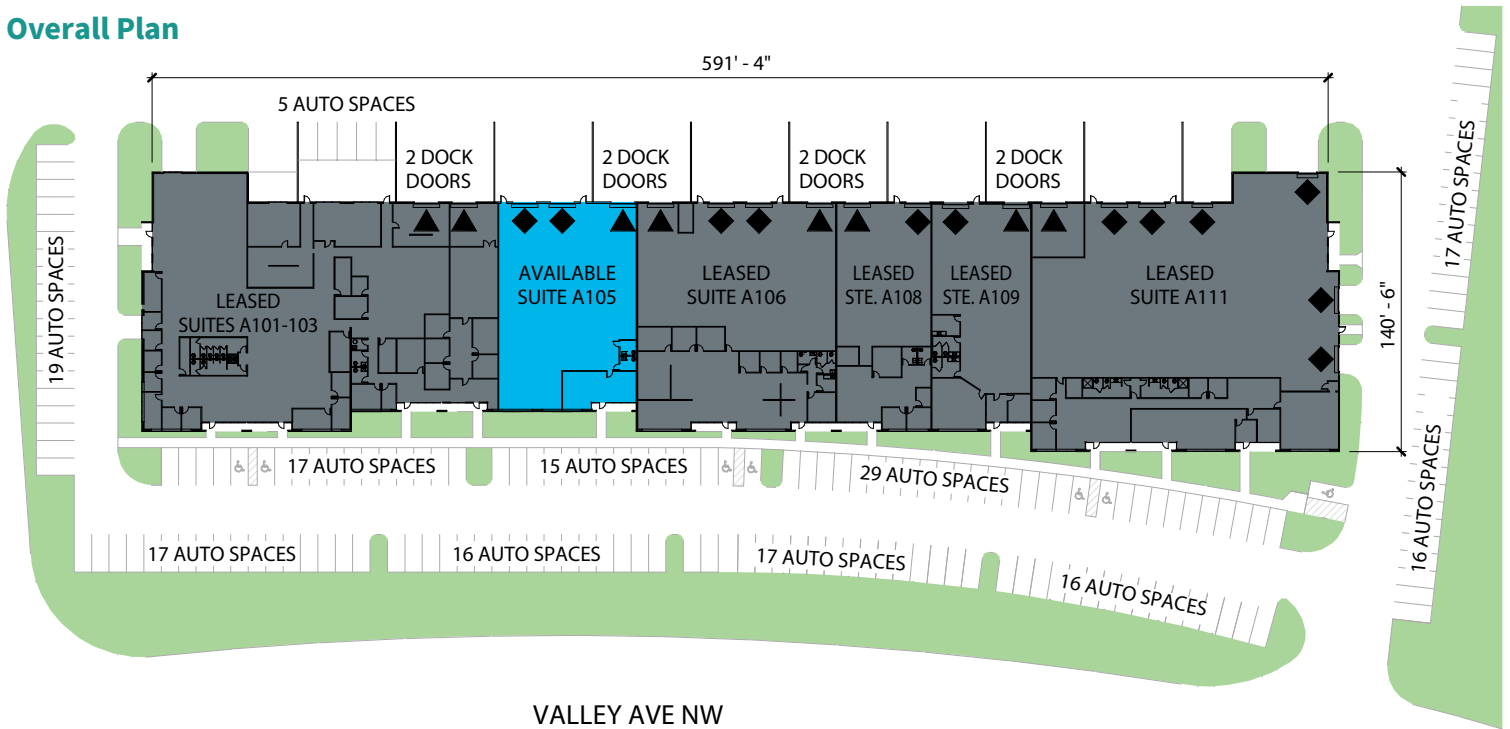 Overall Plan
591' - 4"
5 AUTO SPACES
2 DOCK
DOORS
2 DOCK
DOORS
2 DOCK
DOORS
2 DOCK
DOORS
17 AUTO SPACES
19 AUTO SPACES
LEASED
SUITES A101-103
AVAILABLE
SUITE A105
LEASED
SUITE A106
LEASED
STE. A108
LEASED
STE. A109
LEASED
SUITE A111
140' - 6"
17 AUTO SPACES
15 AUTO SPACES
29 AUTO SPACES
16 AUTO SPACES
17 AUTO SPACES
16 AUTO SPACES
17 AUTO SPACES
16 AUTO SPACES
VALLEY AVE NW